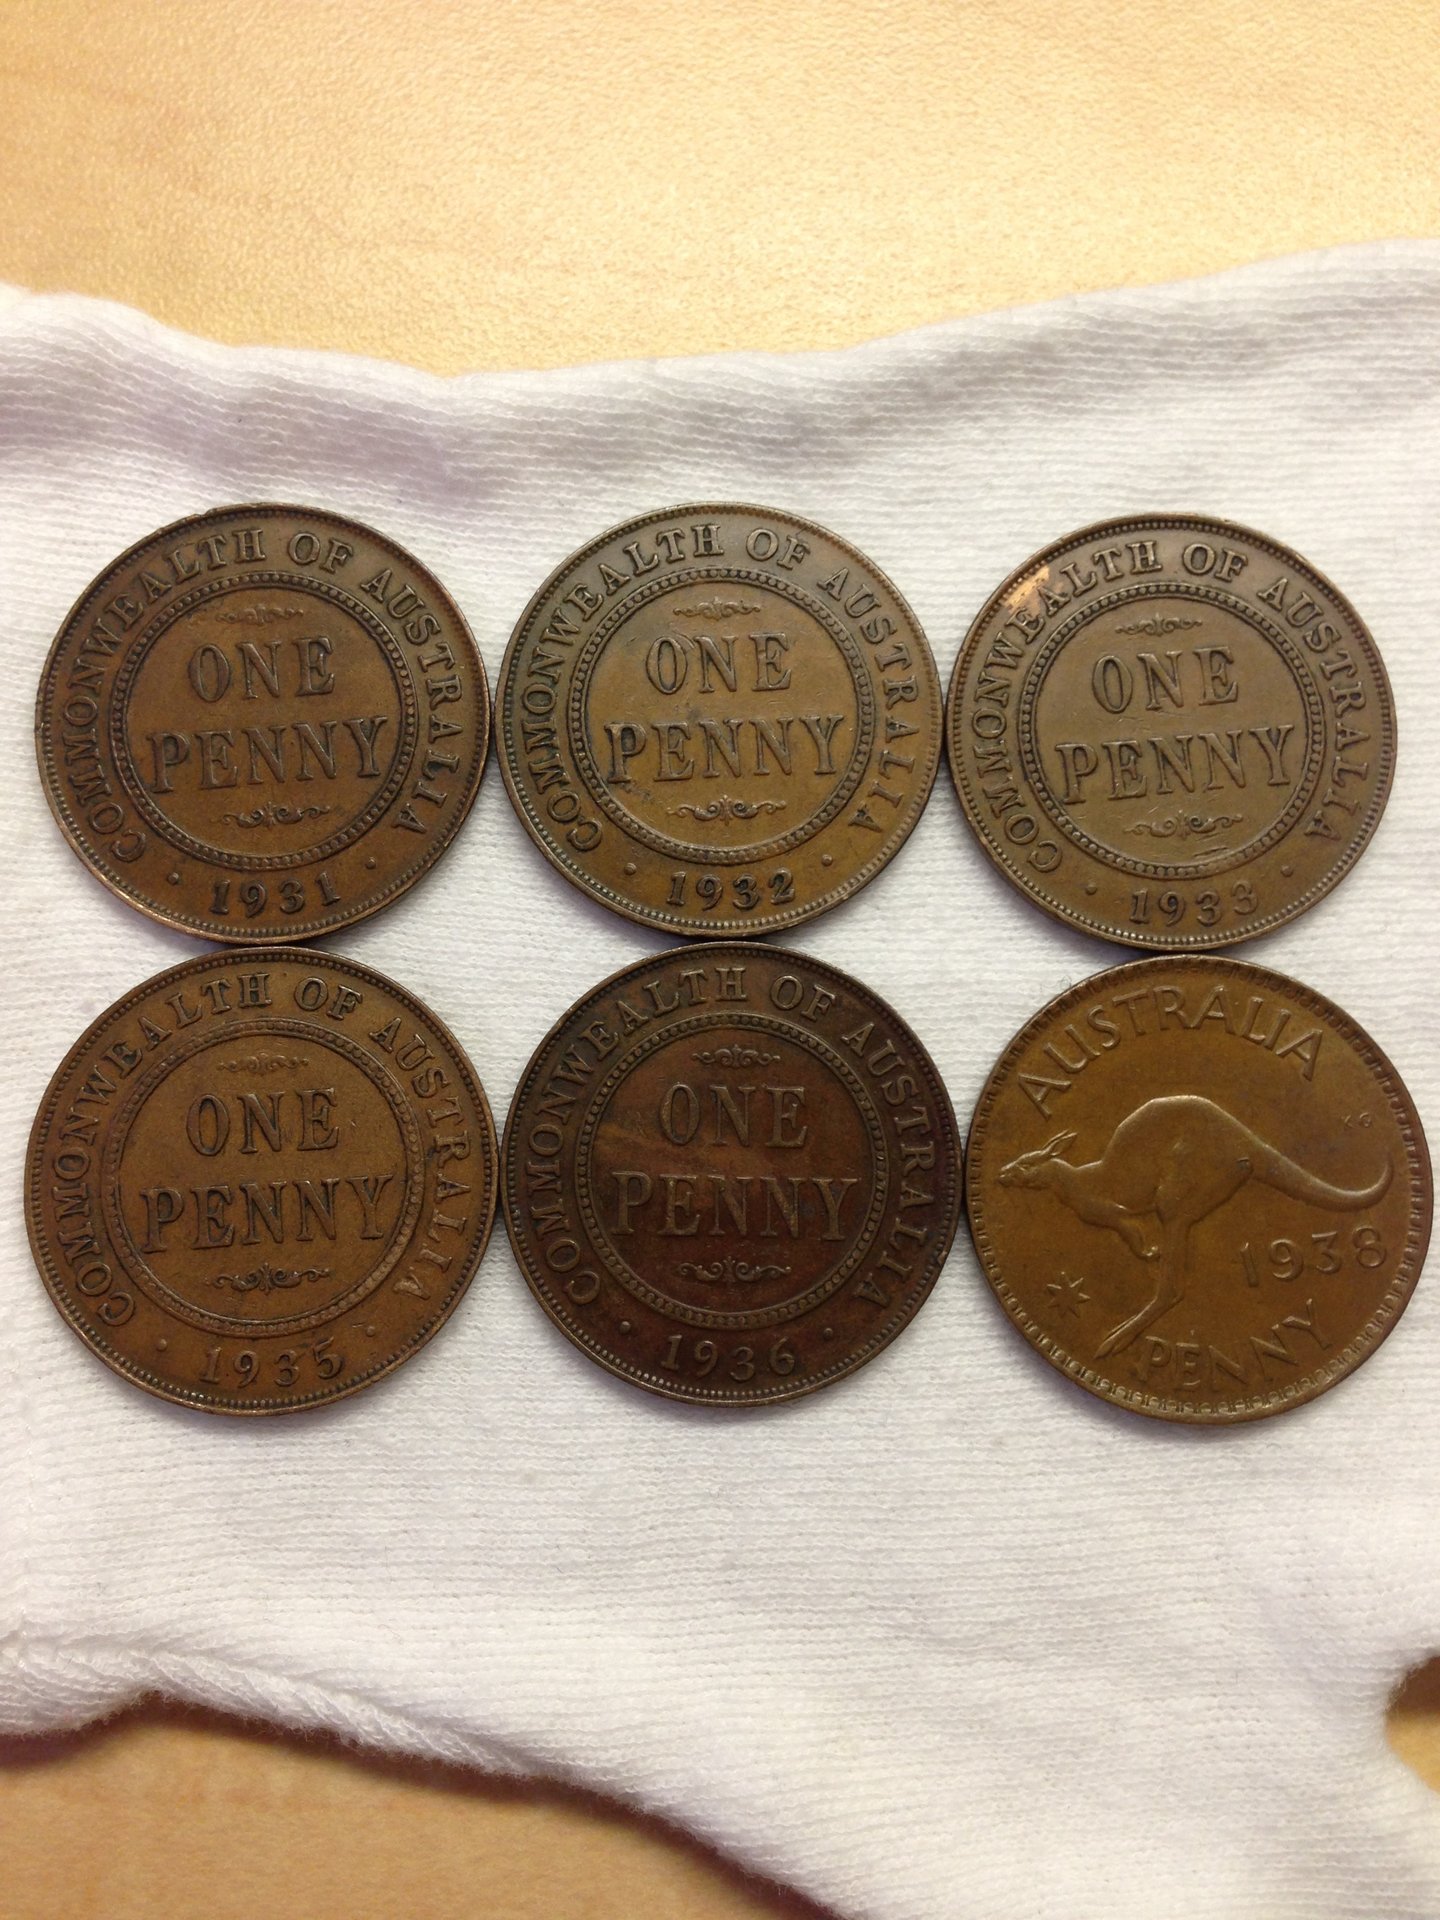 COMMONWEALTH OF AUSTRALIA
ONE
PENNY
1931
COMMONWEALTH OF AUSTRALIA
ONE
PENNY
1932
COMMONWEALTH OF AUSTRALIA
ONE
PENNY
1933
COMMONWEALTH OF AUSTRALIA
ONE
PENNY
1935
COMMONWEALTH OF AUSTRALIA
ONE
PENNY
1936
AUSTRALIA
KG
1938
PENNY